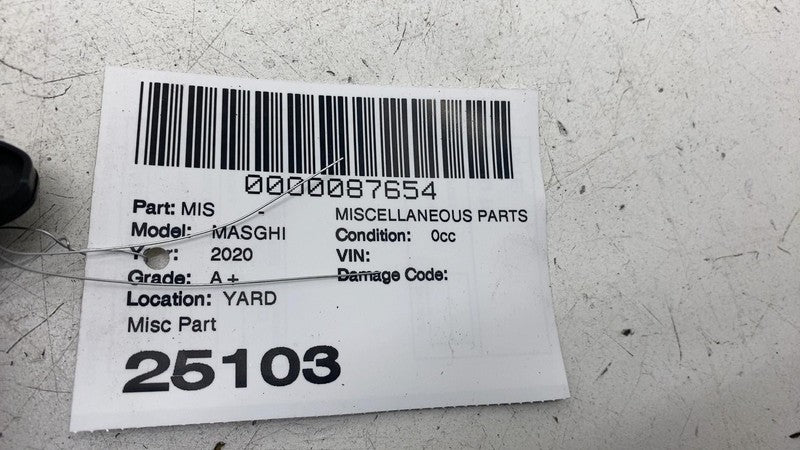 0000087654
Part: MIS - MISCELLANEOUS PARTS
Model: MASGHI Condition: 0cc
2020 VIN:
Grade: A+ Damage Code:
Location: YARD
Misc Part
25103